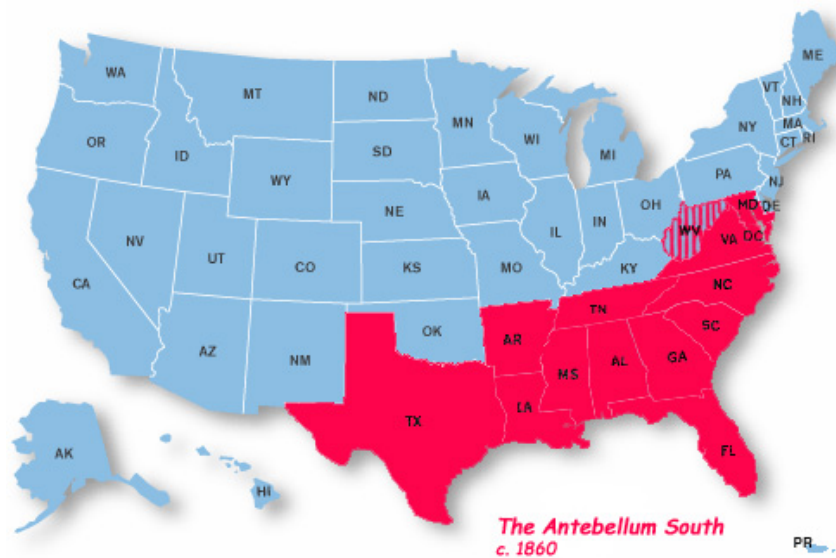 WA
MT
ND
MN
ME
VT
NH
OR
ID
SD
WI
NY
MA
CT
RI
WY
MI
IA
PA
NJ
NE
OH
MD
DE
NV
UT
IL
IN
WV
VA
DC
CA
CO
KS
MO
KY
NC
TN
AZ
NM
OK
AR
SC
MS
AL
GA
TX
LA
FL
AK
HI
The Antebellum South
c. 1860
PR